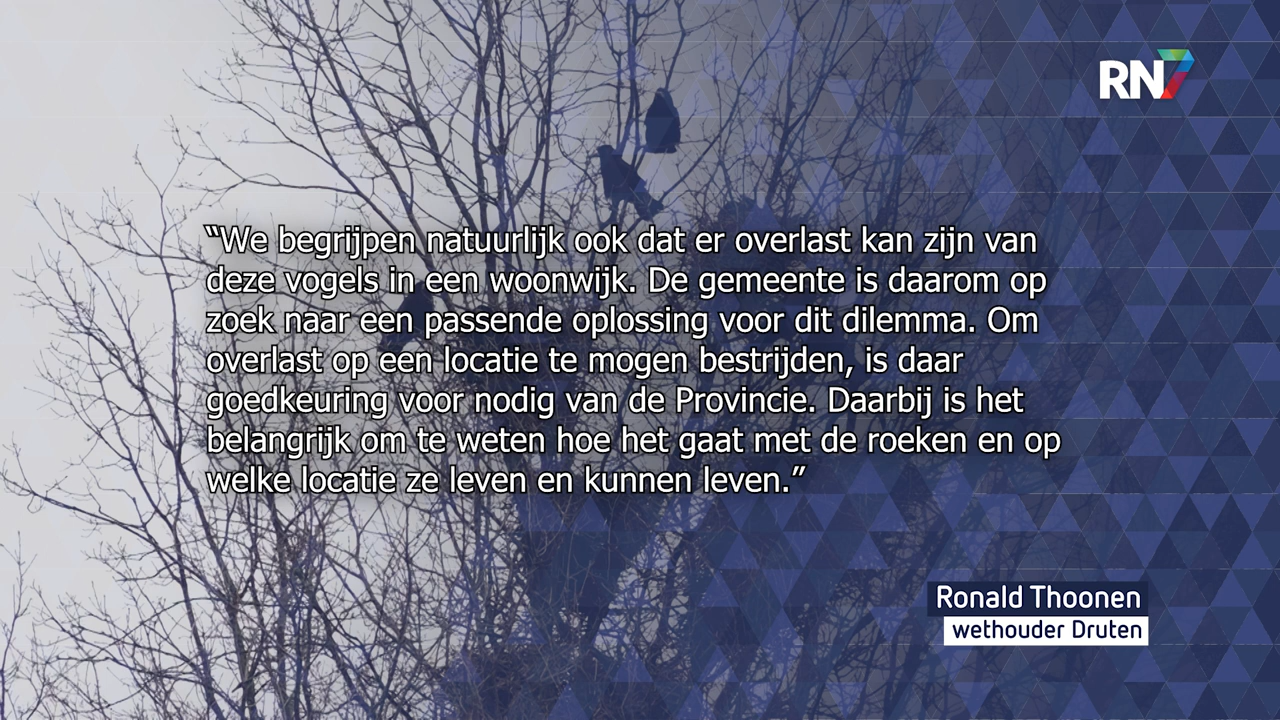 RN7
“We begrijpen natuurlijk ook dat er overlast kan zijn van
deze vogels in een woonwijk. De gemeente is daarom op
zoek naar een passende oplossing voor dit dilemma. Om
overlast op een locatie te mogen bestrijden, is daar
goedkeuring voor nodig van de Provincie. Daarbij is het
belangrijk om te weten hoe het gaat met de roeken en op
welke locatie ze leven en kunnen leven.”
Ronald Thoonen
wethouder Druten